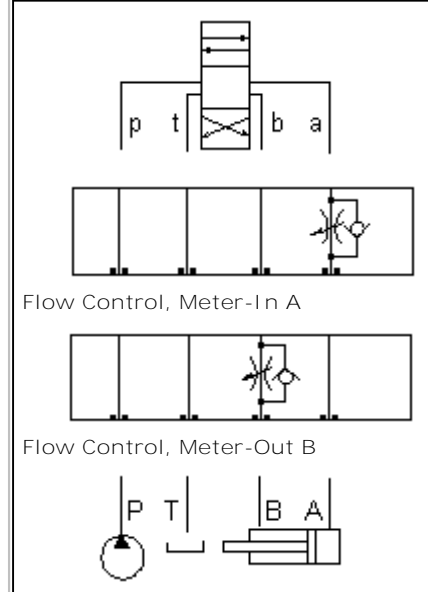 p t b a
Flow Control, Meter-In A
Flow Control, Meter-Out B
P T B A